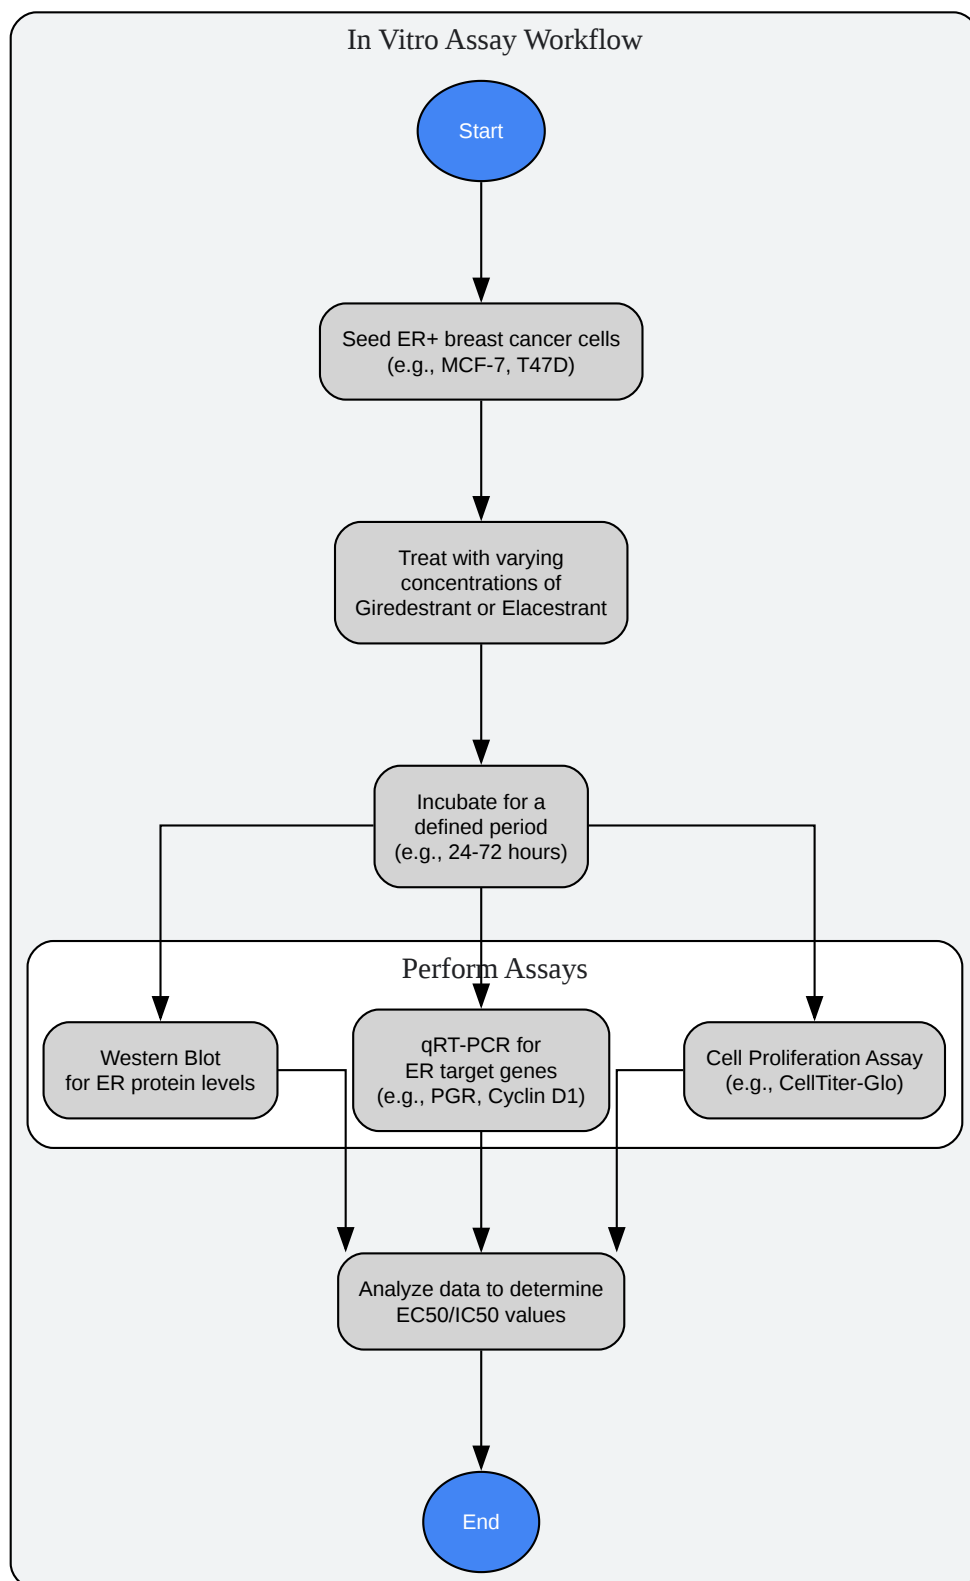 In Vitro Assay Workflow
Start
Seed ER+ breast cancer cells
(e.g., MCF-7, T47D)
Treat with varying
concentrations of
Giredestrant or Elacestrant
Incubate for a
defined period
(e.g., 24-72 hours)
Perform Assays
Western Blot
for ER protein levels
qRT-PCR for
ER target genes
(e.g., PGR, Cyclin D1)
Cell Proliferation Assay
(e.g., CellTiter-Glo)
Analyze data to determine
EC50/IC50 values
End